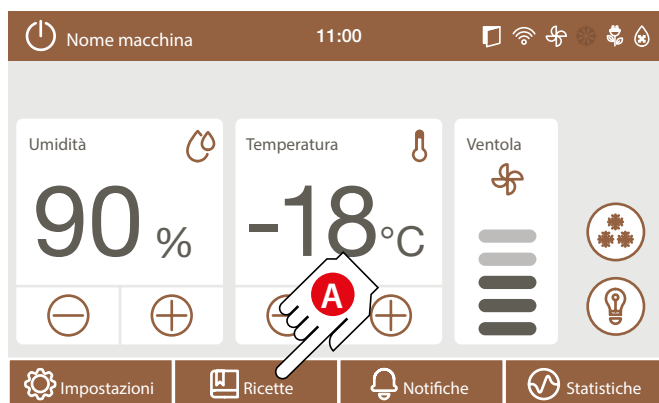 Nome macchina
11:00
Umidità
90 %
Temperatura
-18°C
Ventola
A
Impostazioni
Ricette
Notifiche
Statistiche